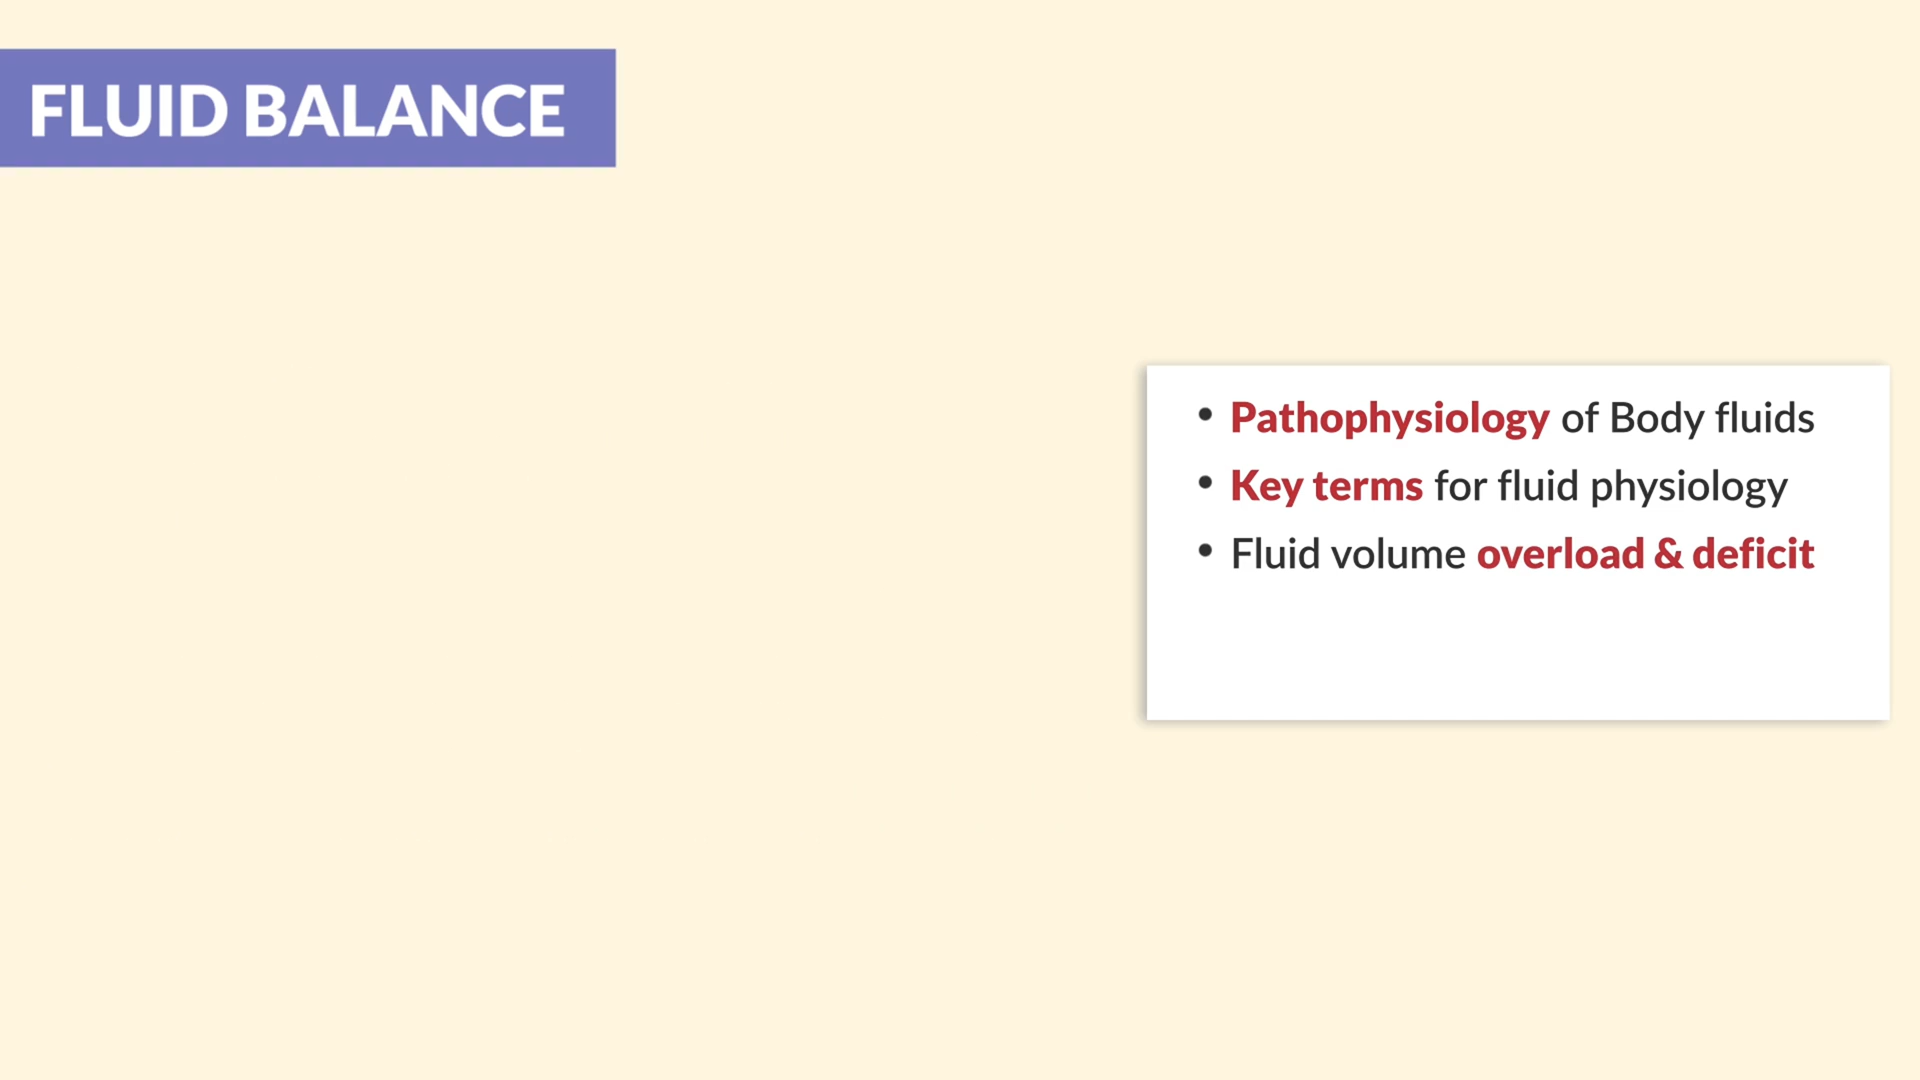 FLUID BALANCE
• Pathophysiology of Body fluids
• Key terms for fluid physiology
• Fluid volume overload & deficit